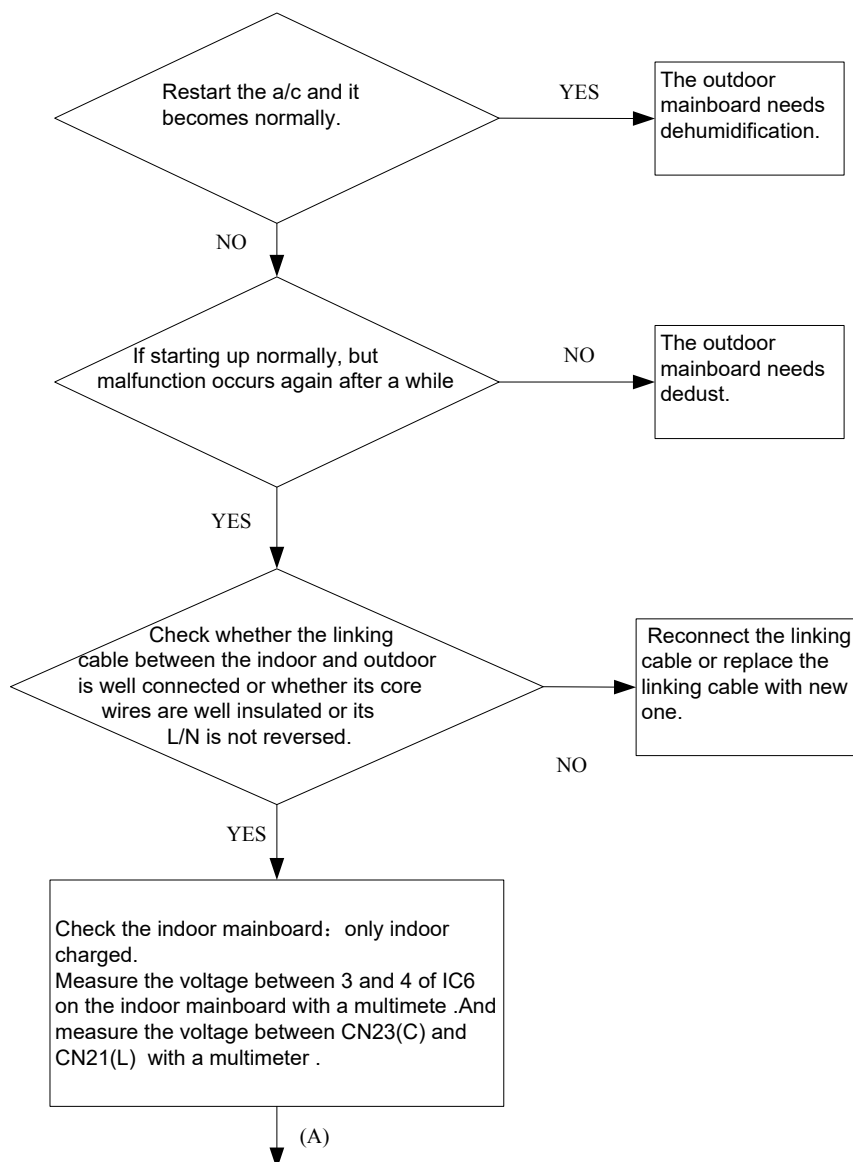 Restart the a/c and it
becomes normally.
YES
The outdoor
mainboard needs
dehumidification.
NO
If starting up normally, but
malfunction occurs again after a while
NO
The outdoor
mainboard needs
dedust.
YES
Check whether the linking
cable between the indoor and outdoor
is well connected or whether its core
wires are well insulated or its
L/N is not reversed.
NO
Reconnect the linking
cable or replace the
linking cable with new
one.
YES
Check the indoor mainboard：only indoor
charged.
Measure the voltage between 3 and 4 of IC6
on the indoor mainboard with a multimete .And
measure the voltage between CN23(C) and
CN21(L) with a multimeter .
(A)